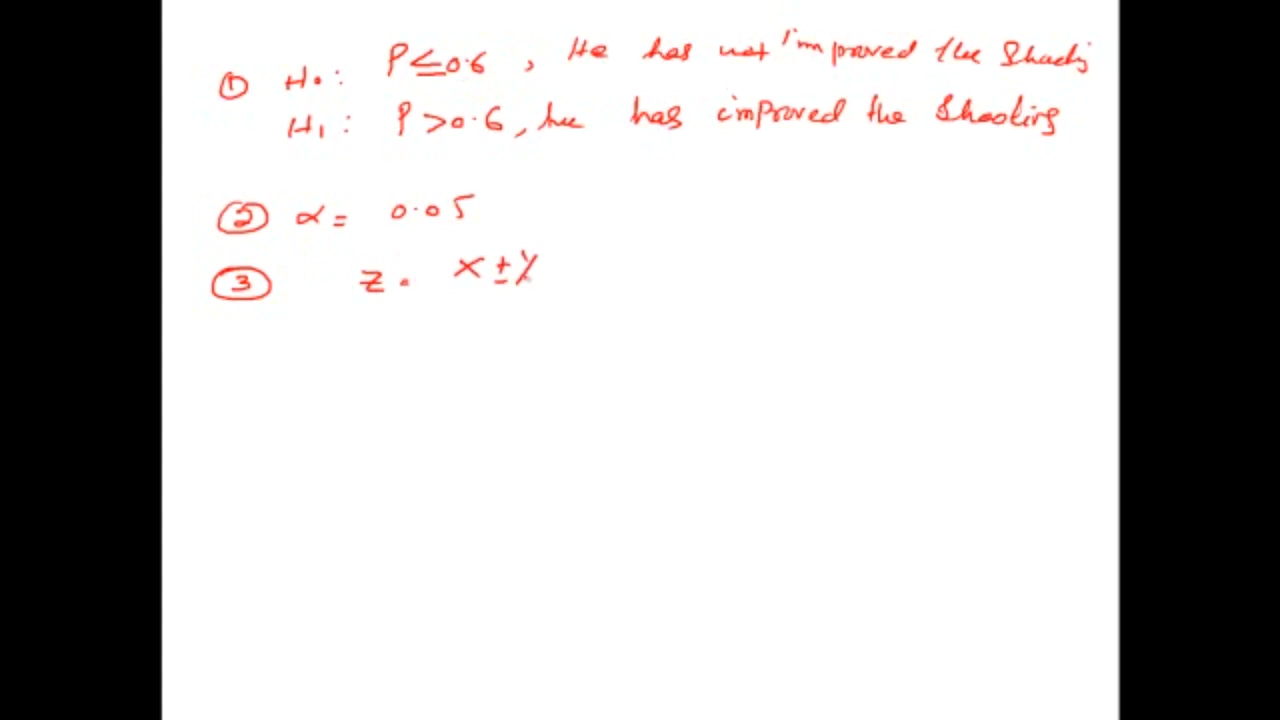 ① H₀: P≤0.6, He has not improved the Shooting
H₁: P>0.6, he has improved the Shooting
② α= 0.05
③ Z = X±½